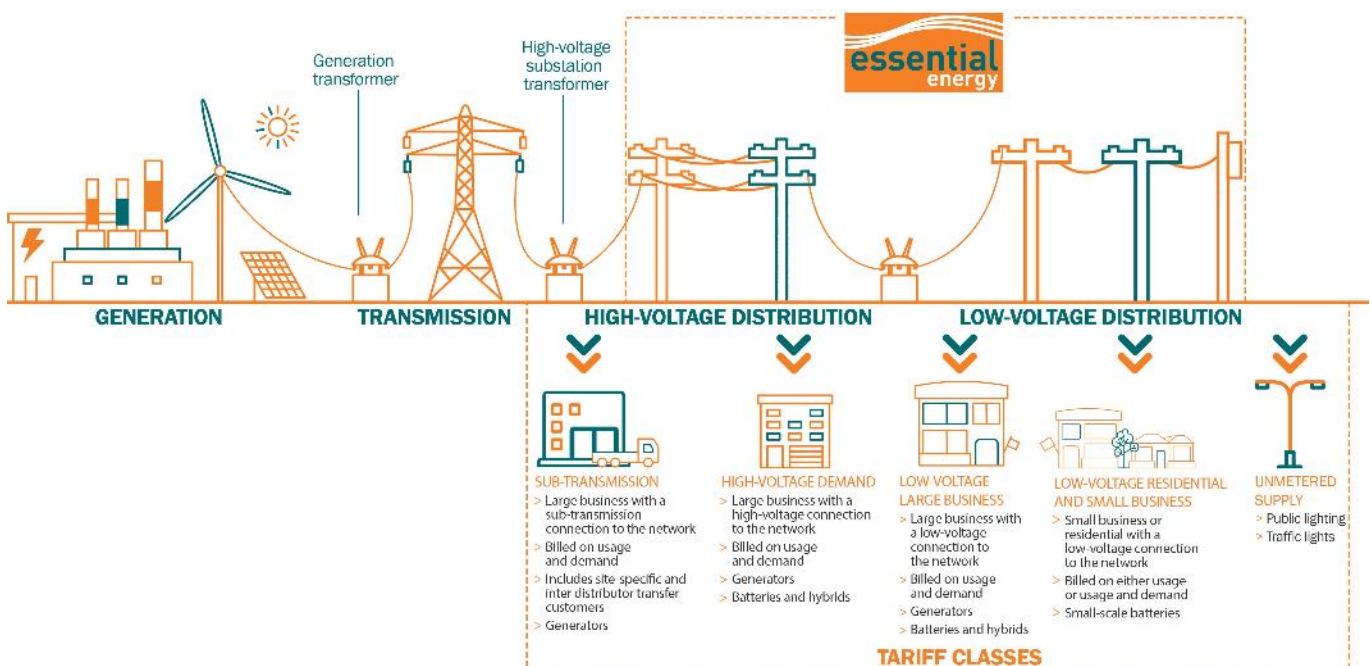 essential
energy
Generation
transformer
High-voltage
substation
transformer
GENERATION
TRANSMISSION
HIGH-VOLTAGE DISTRIBUTION
LOW-VOLTAGE DISTRIBUTION
SUB-TRANSMISSION
> Large business with a
sub-transmission
connection to the network
> Billed on usage
and demand
> Includes site-specific and
inter distributor transfer
customers
> Generators
HIGH-VOLTAGE DEMAND
> Large business with a
high-voltage connection
to the network
> Billed on usage
and demand
> Generators
> Batteries and hybrids
LOW VOLTAGE
LARGE BUSINESS
> Large business with
a low-voltage
connection to
the network
> Billed on usage
and demand
> Generators
> Batteries and hybrids
LOW-VOLTAGE RESIDENTIAL
AND SMALL BUSINESS
> Small business or
residential with a
low-voltage connection
to the network
> Billed on either usage
or usage and demand
> Small-scale batteries
UNMETERED
SUPPLY
> Public lighting
> Traffic lights
TARIFF CLASSES